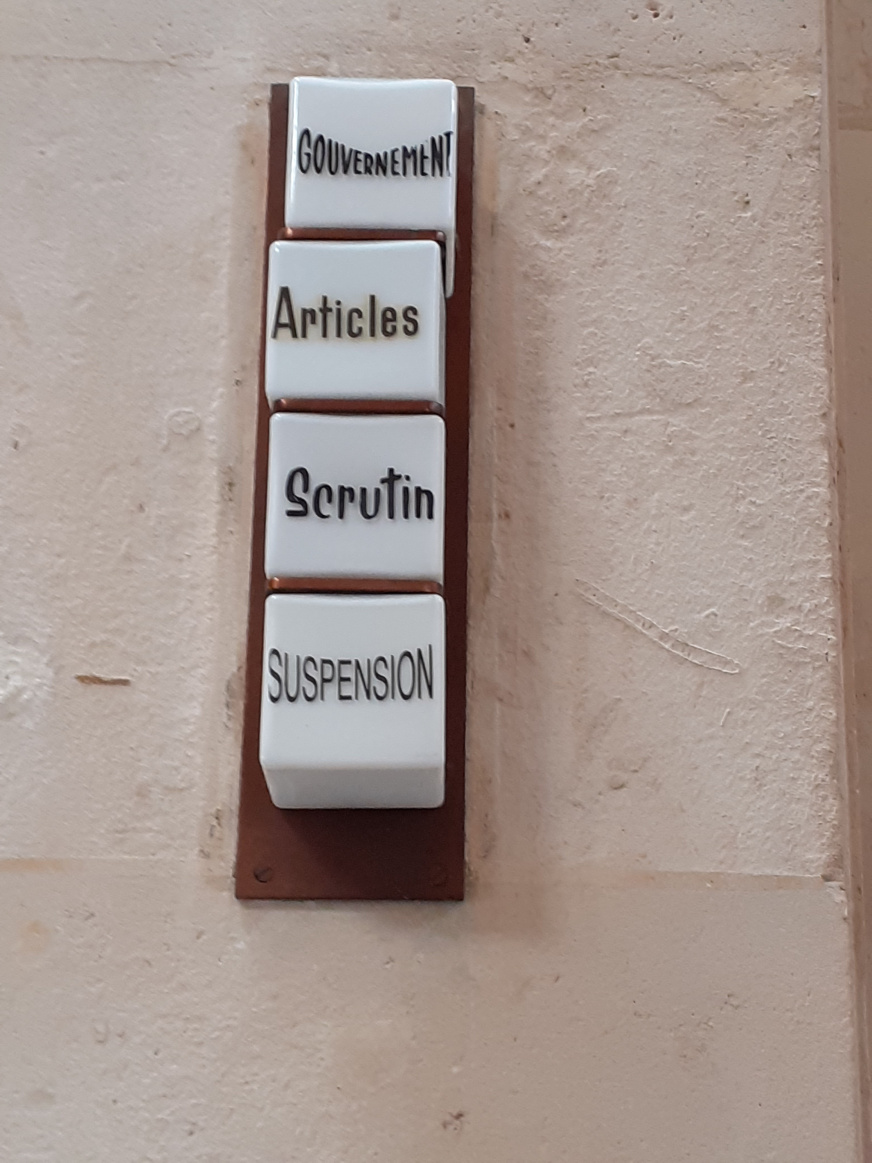 GOUVERNEMENT
Articles
Scrutin
SUSPENSION